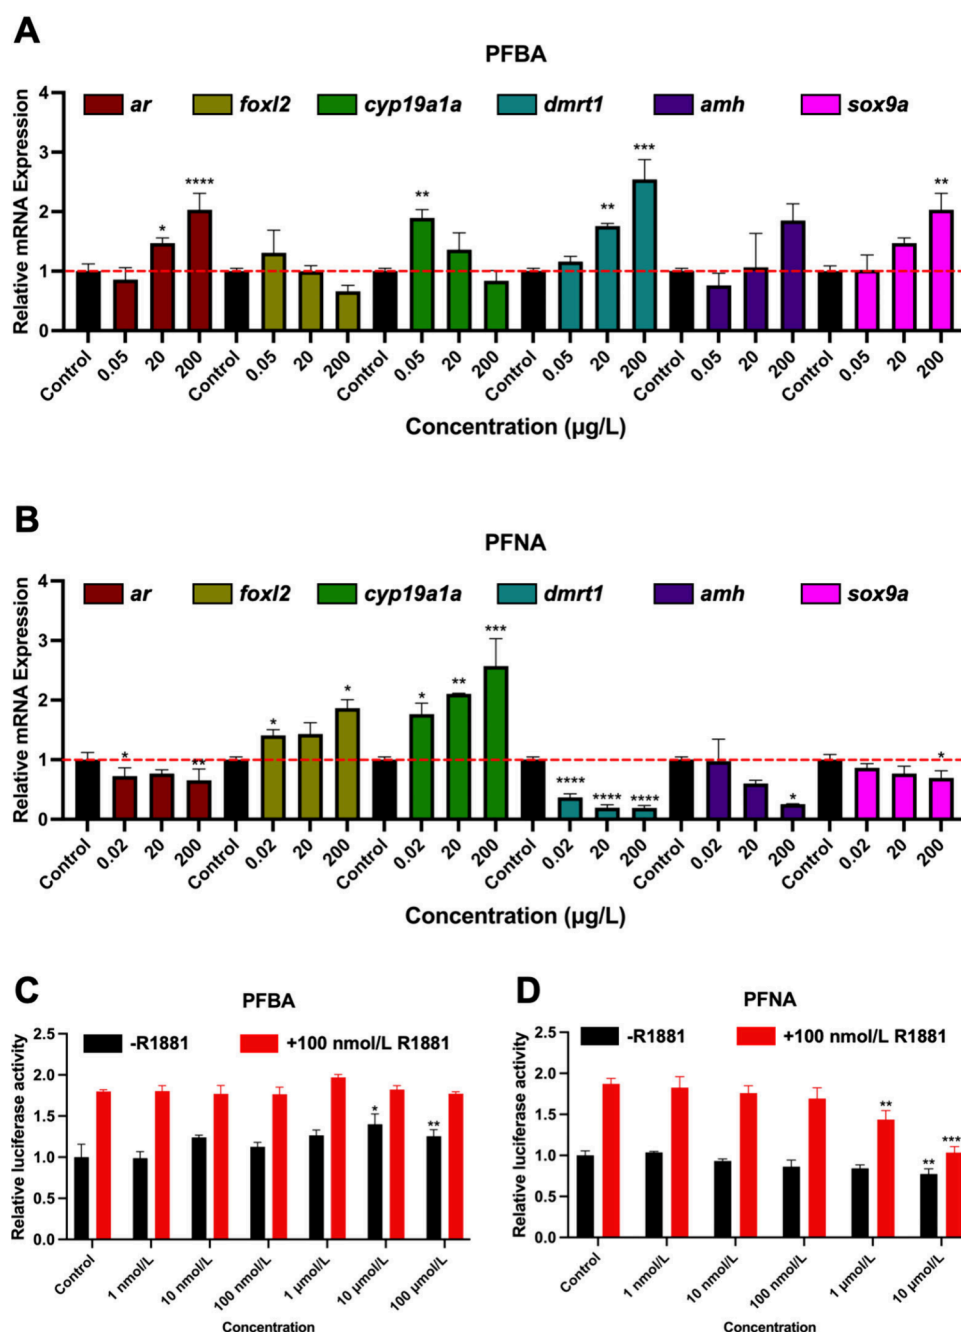 A
PFBA
4
ar foxl2 cyp19a1a dmrt1 amh sox9a
3
2
1
0
Relative mRNA Expression
**** * ** ** *** **
Control 0.05 20 200 Control 0.05 20 200 Control 0.05 20 200 Control 0.05 20 200 Control 0.05 20 200 Control 0.05 20 200
Concentration (µg/L)
B
PFNA
4
ar foxl2 cyp19a1a dmrt1 amh sox9a
3
2
1
0
Relative mRNA Expression
* ** * * * ** *** **** **** **** * *
Control 0.02 20 200 Control 0.02 20 200 Control 0.02 20 200 Control 0.02 20 200 Control 0.02 20 200 Control 0.02 20 200
Concentration (µg/L)
C
PFBA
2.5
-R1881 +100 nmol/L R1881
2.0
1.5
1.0
0.5
0.0
Relative luciferase activity
* **
Control 1 nmol/L 10 nmol/L 100 nmol/L 1 µmol/L 10 µmol/L 100 µmol/L
Concentration
D
PFNA
2.5
-R1881 +100 nmol/L R1881
2.0
1.5
1.0
0.5
0.0
Relative luciferase activity
** ** ***
Control 1 nmol/L 10 nmol/L 100 nmol/L 1 µmol/L 10 µmol/L
Concentration